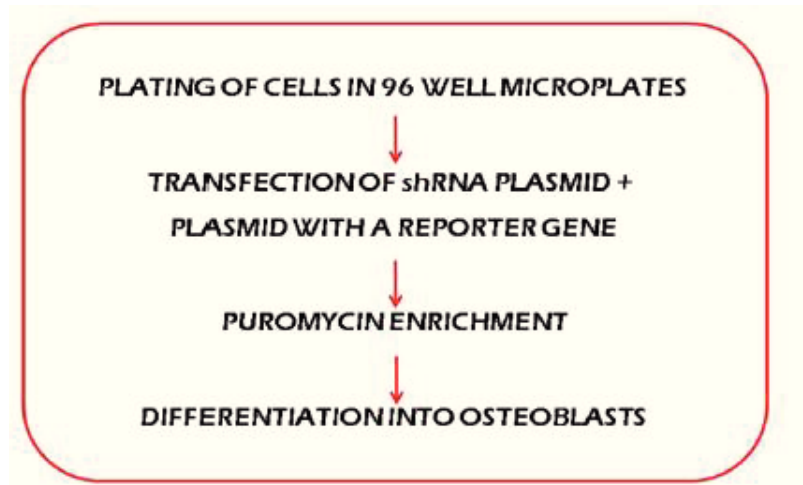 PLATING OF CELLS IN 96 WELL MICROPLATES
TRANSFECTION OF shRNA PLASMID +
PLASMID WITH A REPORTER GENE
PUROMYCIN ENRICHMENT
DIFFERENTIATION INTO OSTEOBLASTS